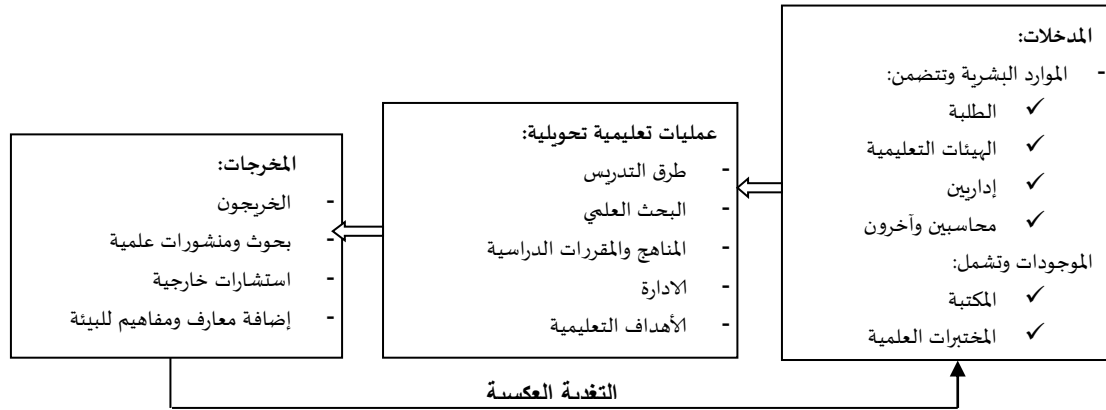 المدخلات:
- الموارد البشرية وتتضمن:
✓ الطلبة
✓ الهيئات التعليمية
✓ إداريين
✓ محاسبين وآخرون
الموجودات وتشمل:
✓ المكتبة
✓ المختبرات العلمية
عمليات تعليمية تحويلية:
- طرق التدريس
- البحث العلمي
- المناهج والمقررات الدراسية
- الادارة
- الأهداف التعليمية
المخرجات:
- الخريجون
- بحوث ومنشورات علمية
- استشارات خارجية
- إضافة معارف ومفاهيم للبيئة
التغذية العكسية